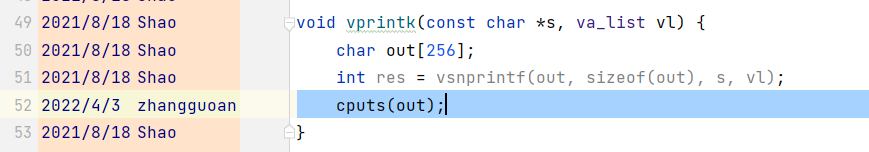 49 2021/8/18 Shao void vprintk(const char *s, va_list vl) {
50 2021/8/18 Shao char out[256];
51 2021/8/18 Shao int res = vsnprintf(out, sizeof(out), s, vl);
52 2022/4/3 zhangguoan cputs(out);
53 2021/8/18 Shao }